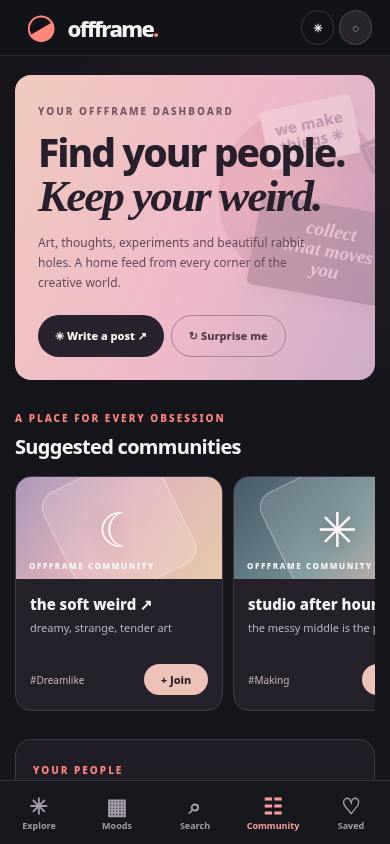 offframe.
YOUR OFFFRAME DASHBOARD
we make
things ✳
Find your people.
Keep your weird.
collect
what moves
you
Art, thoughts, experiments and beautiful rabbit
holes. A home feed from every corner of the
creative world.
✳ Write a post ↗
↻ Surprise me
A PLACE FOR EVERY OBSESSION
Suggested communities
OFFFRAME COMMUNITY
OFFFRAME COMMUNITY
the soft weird ↗
studio after hour
dreamy, strange, tender art
the messy middle is the p
#Dreamlike
+ Join
#Making
YOUR PEOPLE
Explore
Moods
Search
Community
Saved